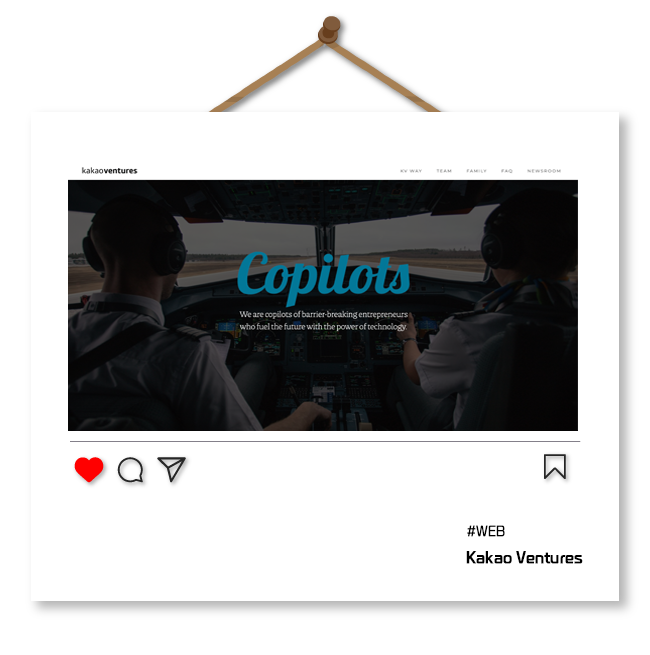 kakaoventures
KV WAY TEAM FAMILY FAQ NEWSROOM
Copilots
We are copilots of barrier-breaking entrepreneurs
who fuel the future with the power of technology.
#WEB
Kakao Ventures